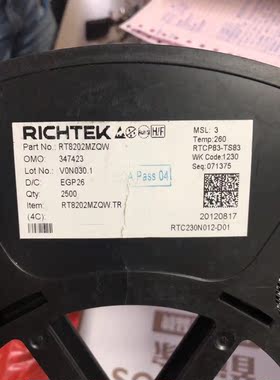 RICHTEK H/F
Part No.: RT8202MZQW
OMO: 347423
Lot No.: V0N030.1
D/C: EGP26
Qty: 2500
Item: RT8202MZQW.TR
(4C):
MSL: 3
Temp: 260
RTCPB3-TS83
WK Code:1230
Seq:071375
A Pass 04
20120817
RTC230N012-D01